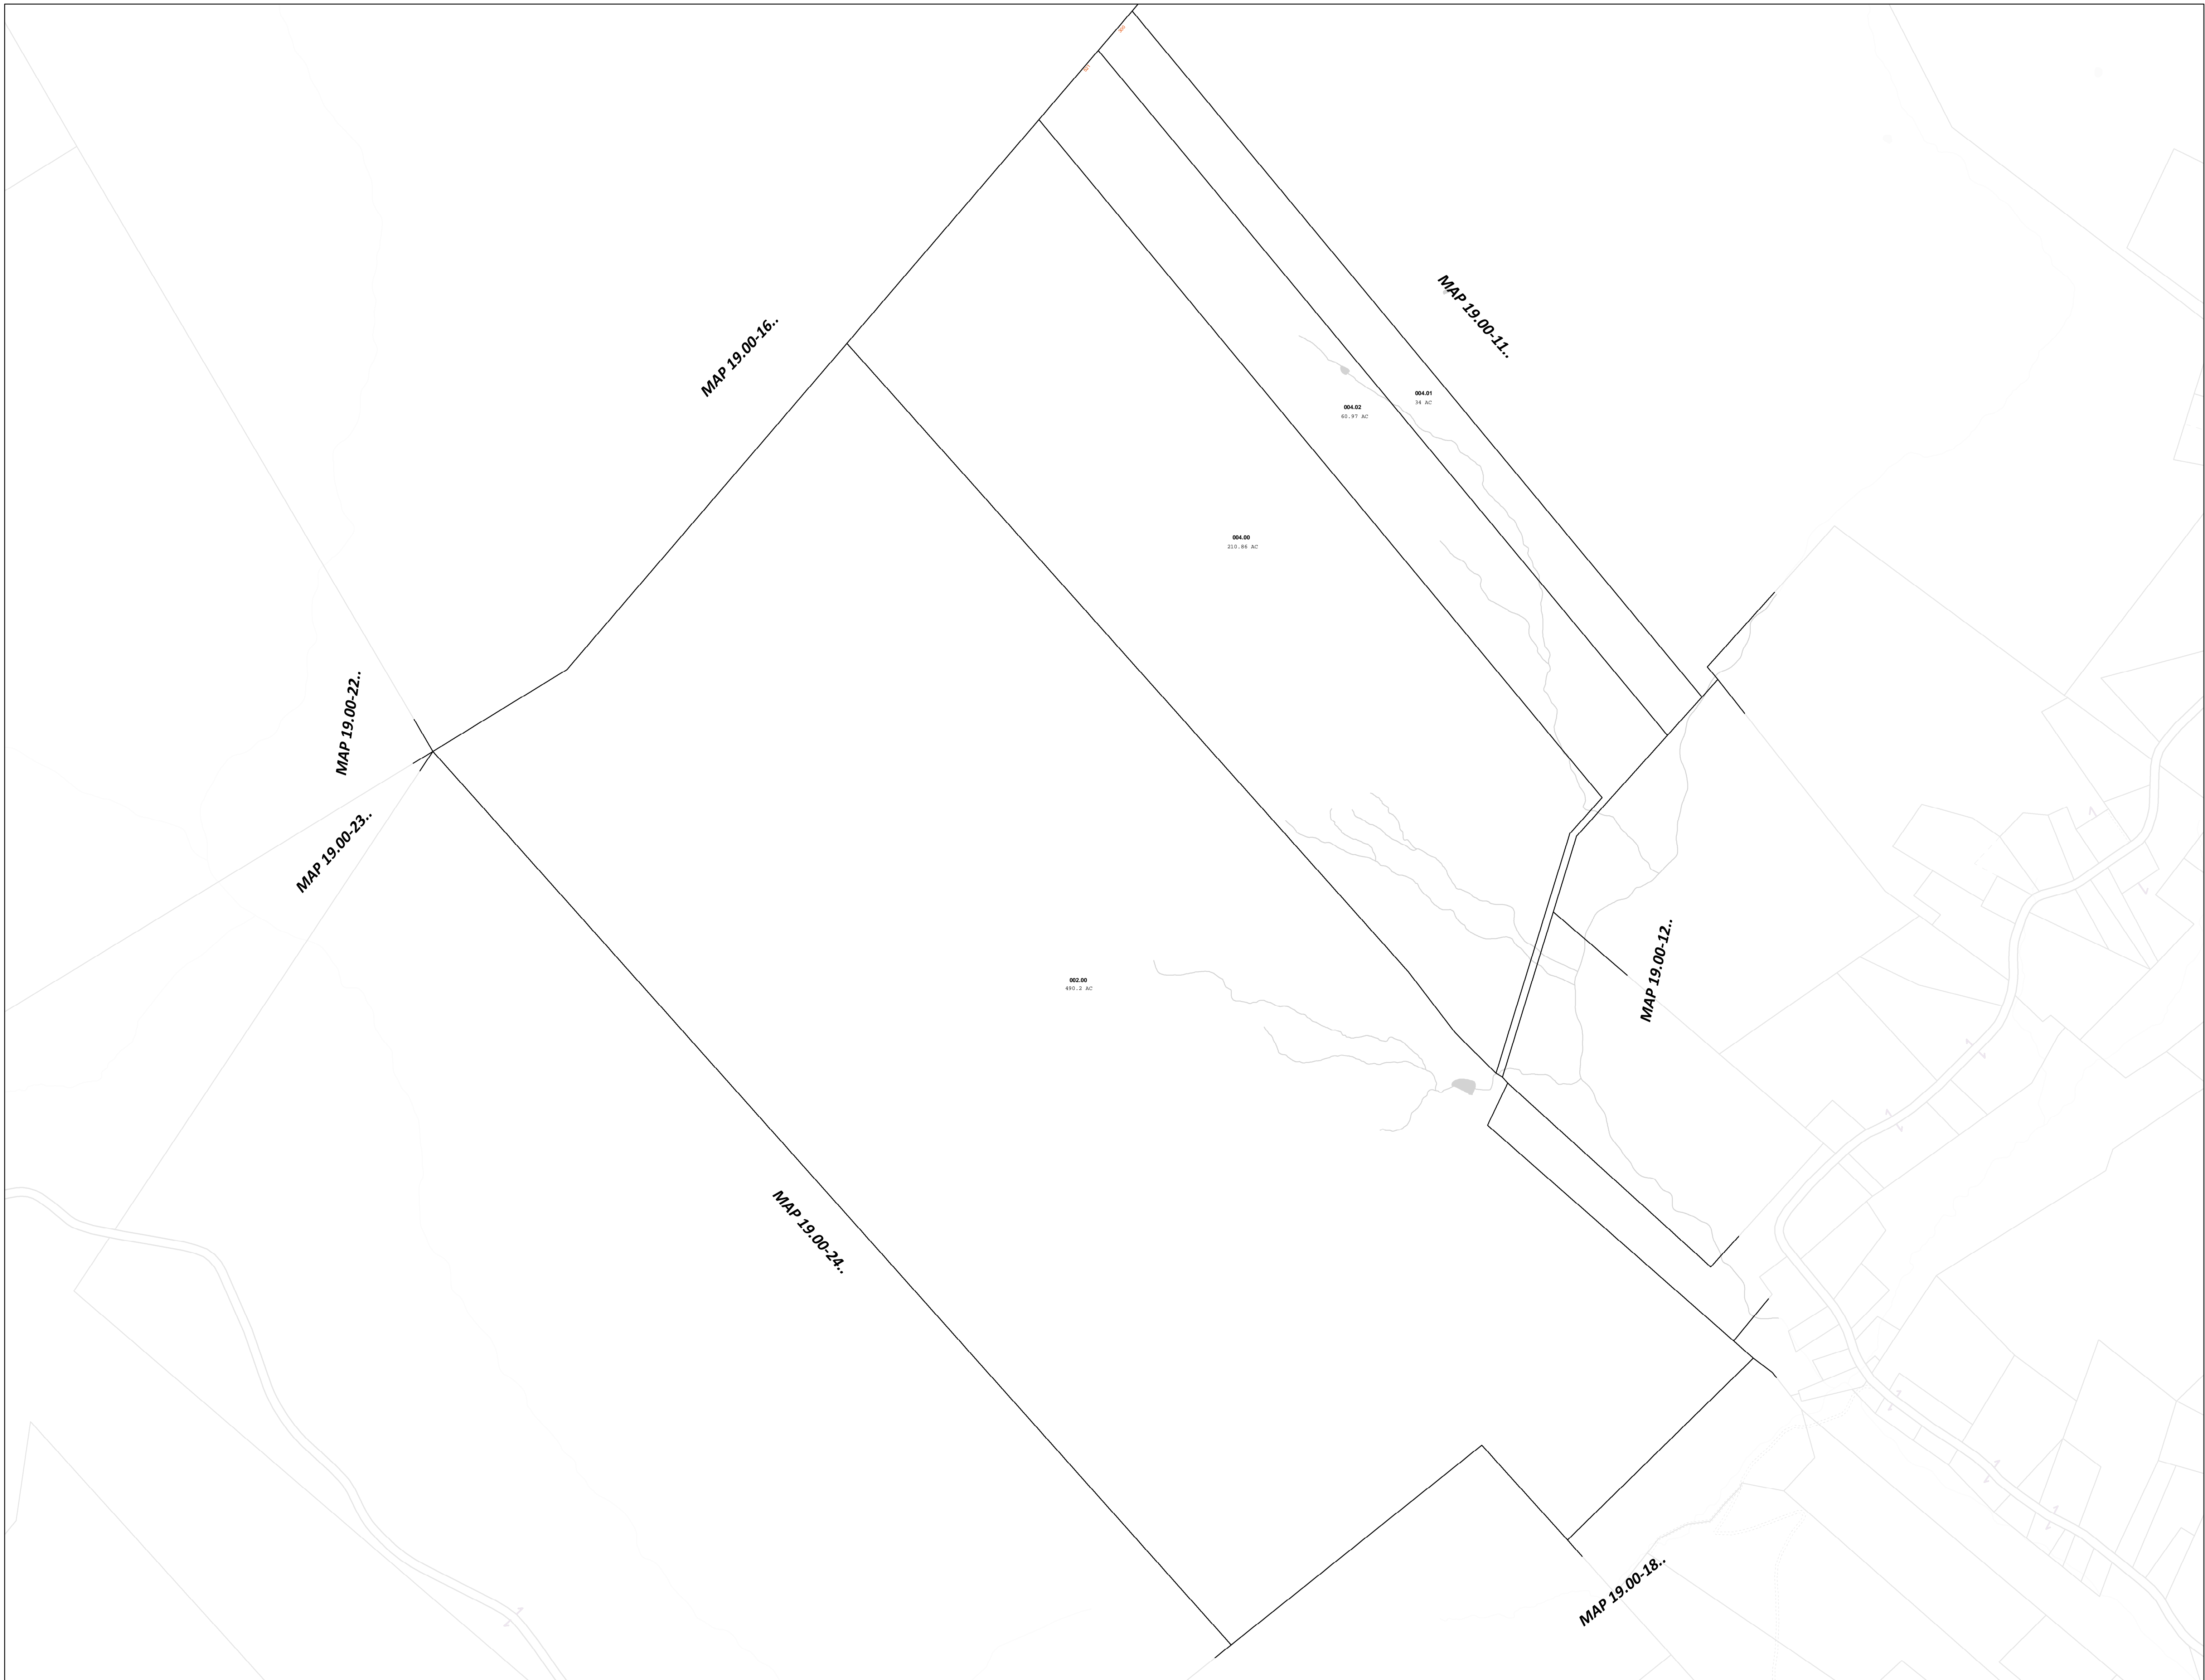 MAP 19.00-16..
MAP 19.00-11..
004.01
34 AC
004.02
60.97 AC
004.00
210.86 AC
MAP 19.00-22..
MAP 19.00-23..
MAP 19.00-12..
002.00
490.2 AC
MAP 19.00-24..
MAP 19.00-18..